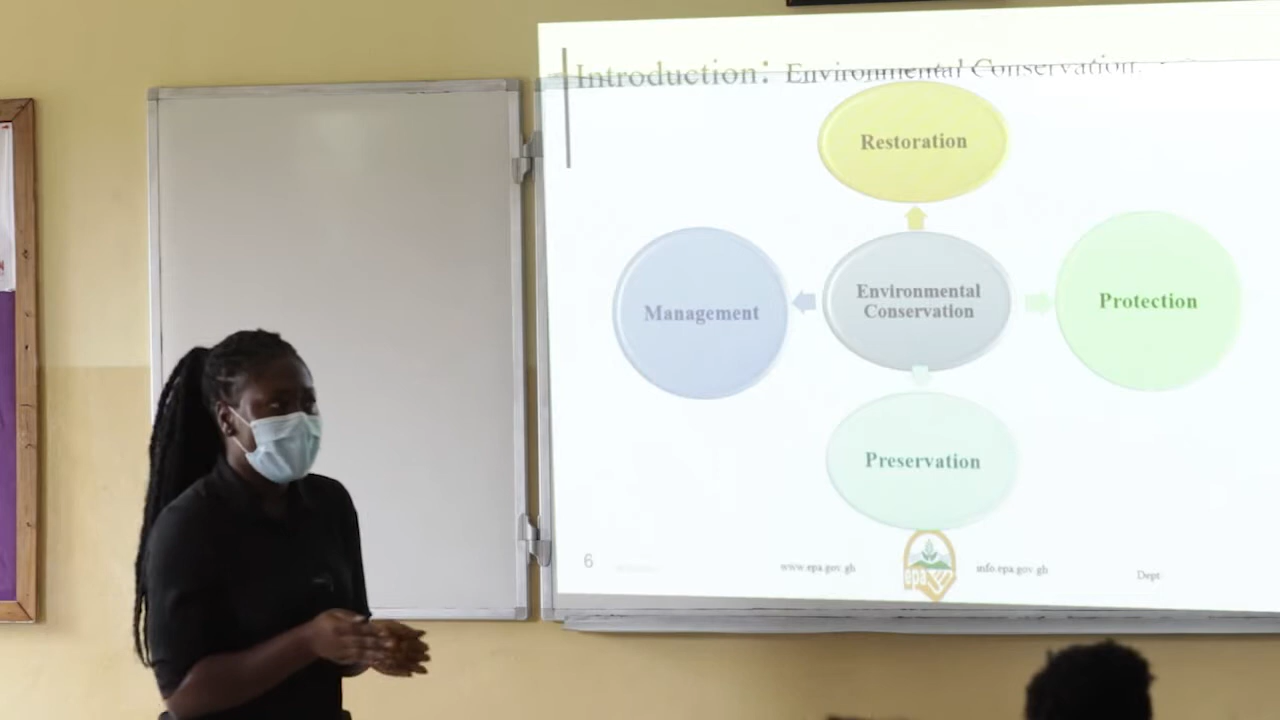 Introduction: Environmental Conservation
Restoration
Management
Environmental
Conservation
Protection
Preservation
6
www.epa.gov.gh
epa
info.epa.gov.gh
Dept
N